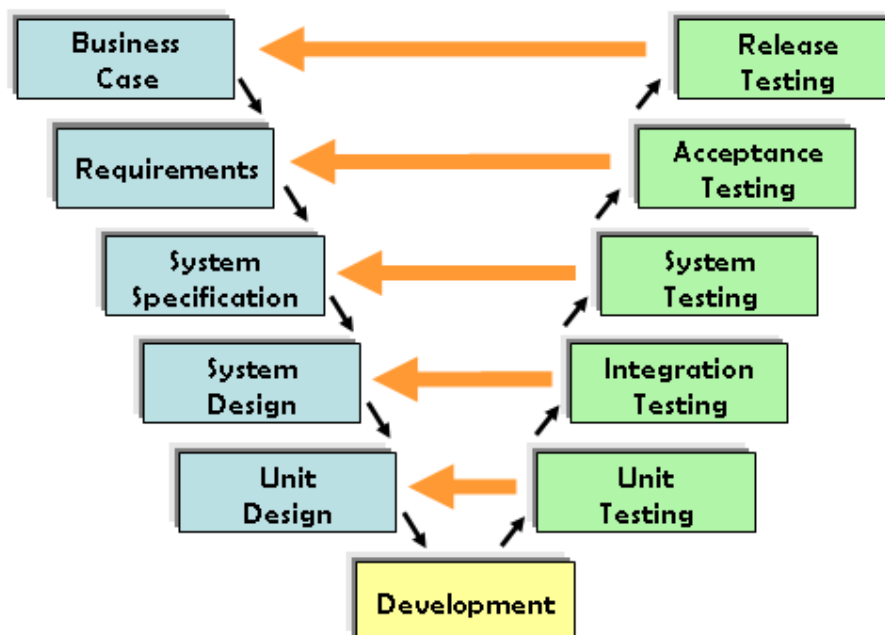 Business
Case
Release
Testing
Requirements
Acceptance
Testing
System
Specification
System
Testing
System
Design
Integration
Testing
Unit
Design
Unit
Testing
Development